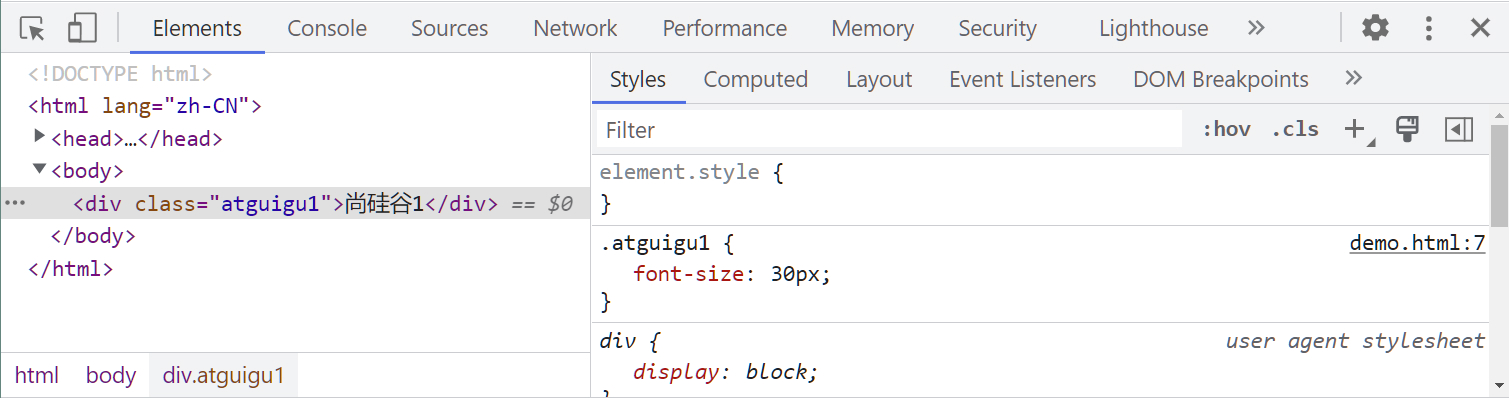 Elements Console Sources Network Performance Memory Security Lighthouse »
<!DOCTYPE html>
<html lang="zh-CN">
<head>…</head>
<body>
··· <div class="atguigu1">尚硅谷1</div> == $0
</body>
</html>
html body div.atguigu1
Styles Computed Layout Event Listeners DOM Breakpoints »
Filter :hov .cls
element.style {
}
.atguigu1 { demo.html:7
font-size: 30px;
}
div { user agent stylesheet
display: block;
}